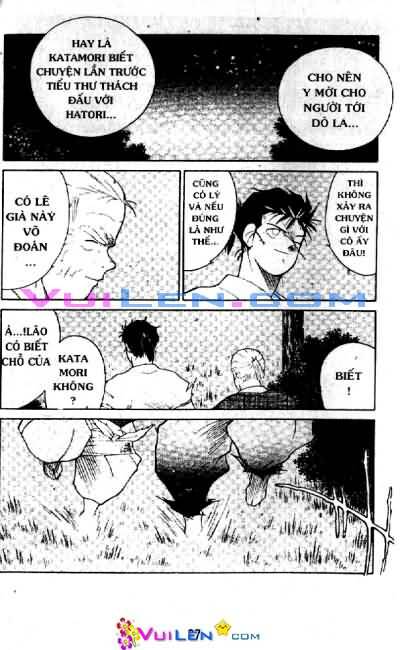 HAY LÀ
KATAMORI BIẾT
CHUYỆN LẦN TRƯỚC
TIỂU THƯ THÁCH
ĐẤU VỚI
HATORI...
CHO NÊN
Y MỜI CHO
NGƯỜI TỚI
DÔ LA...
CÓ LẼ
GIÀ NÀY
VÕ
ĐOÁN
...
CŨNG
CÓ LÝ
VÀ NẾU
ĐÚNG
LÀ NHƯ
THẾ...
THÌ
KHÔNG
XẢY RA
CHUYỆN
GÌ VỚI
CÔ ẤY
ĐÂU!
VUILEN.COM
Ả...!LÃO
CÓ BIẾT
CHỖ CỦA
KATA
MORI
KHÔNG
?
BIẾT
!
27
VUILEN.COM